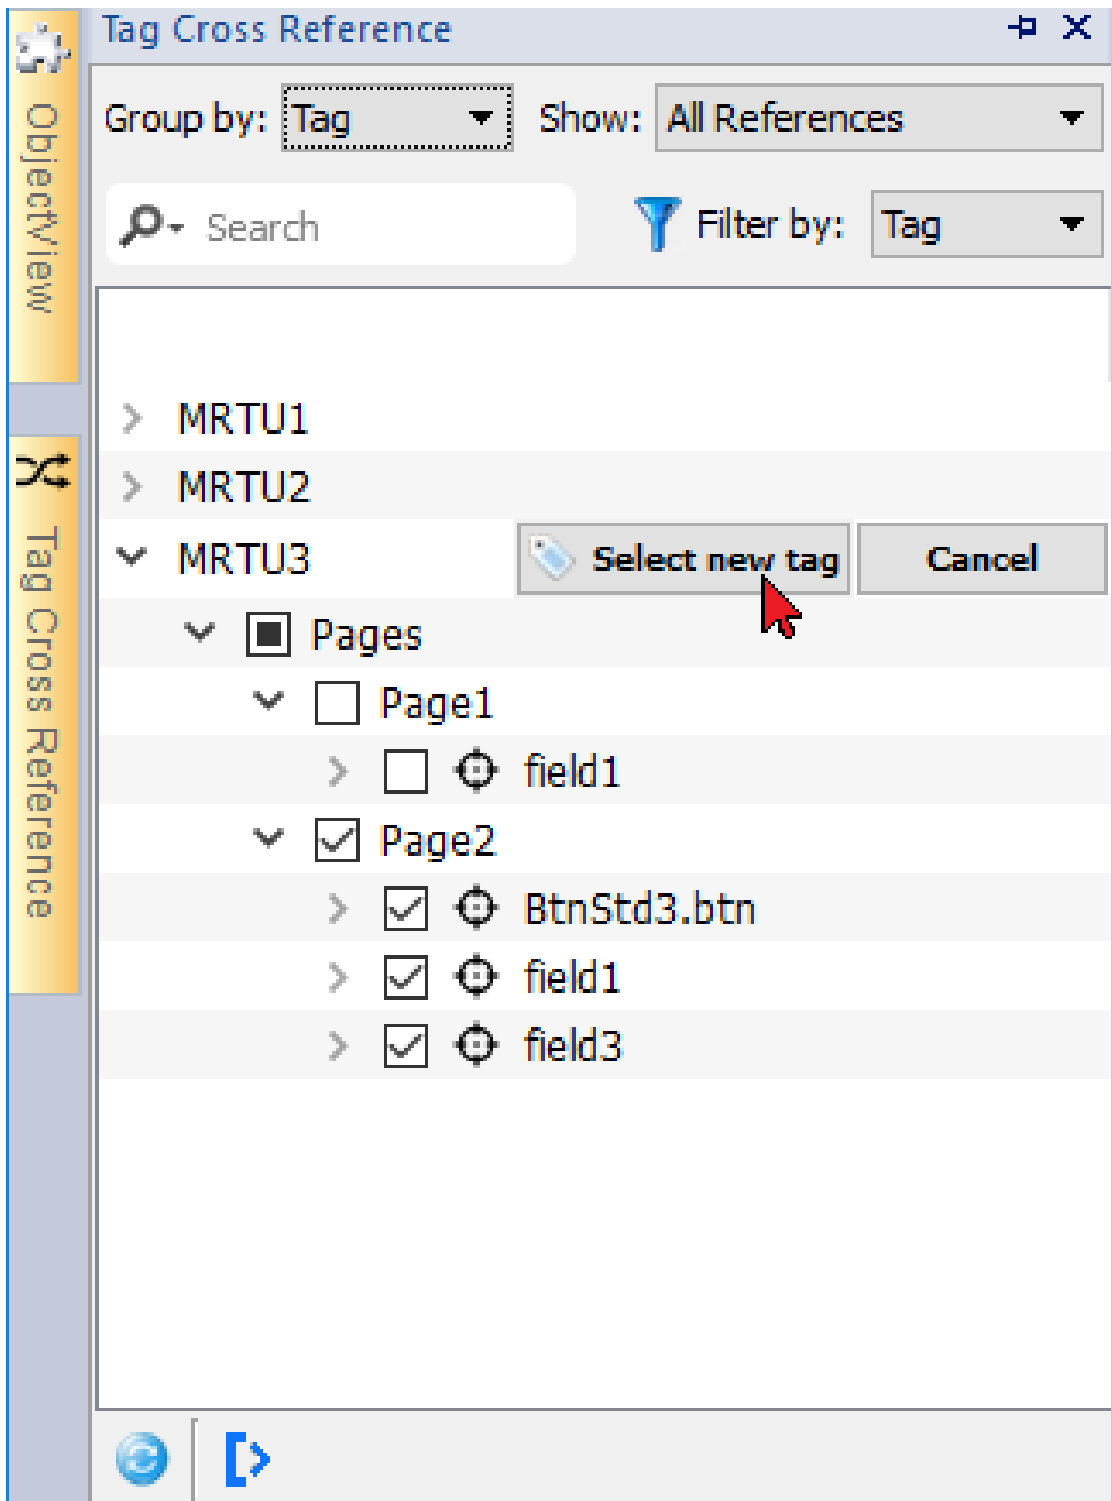 Tag Cross Reference
ObjectView
Tag Cross Reference
Group by: Tag Show: All References
Search Filter by: Tag
MRTU1
MRTU2
MRTU3 Select new tag Cancel
Pages
Page1
field1
Page2
BtnStd3.btn
field1
field3